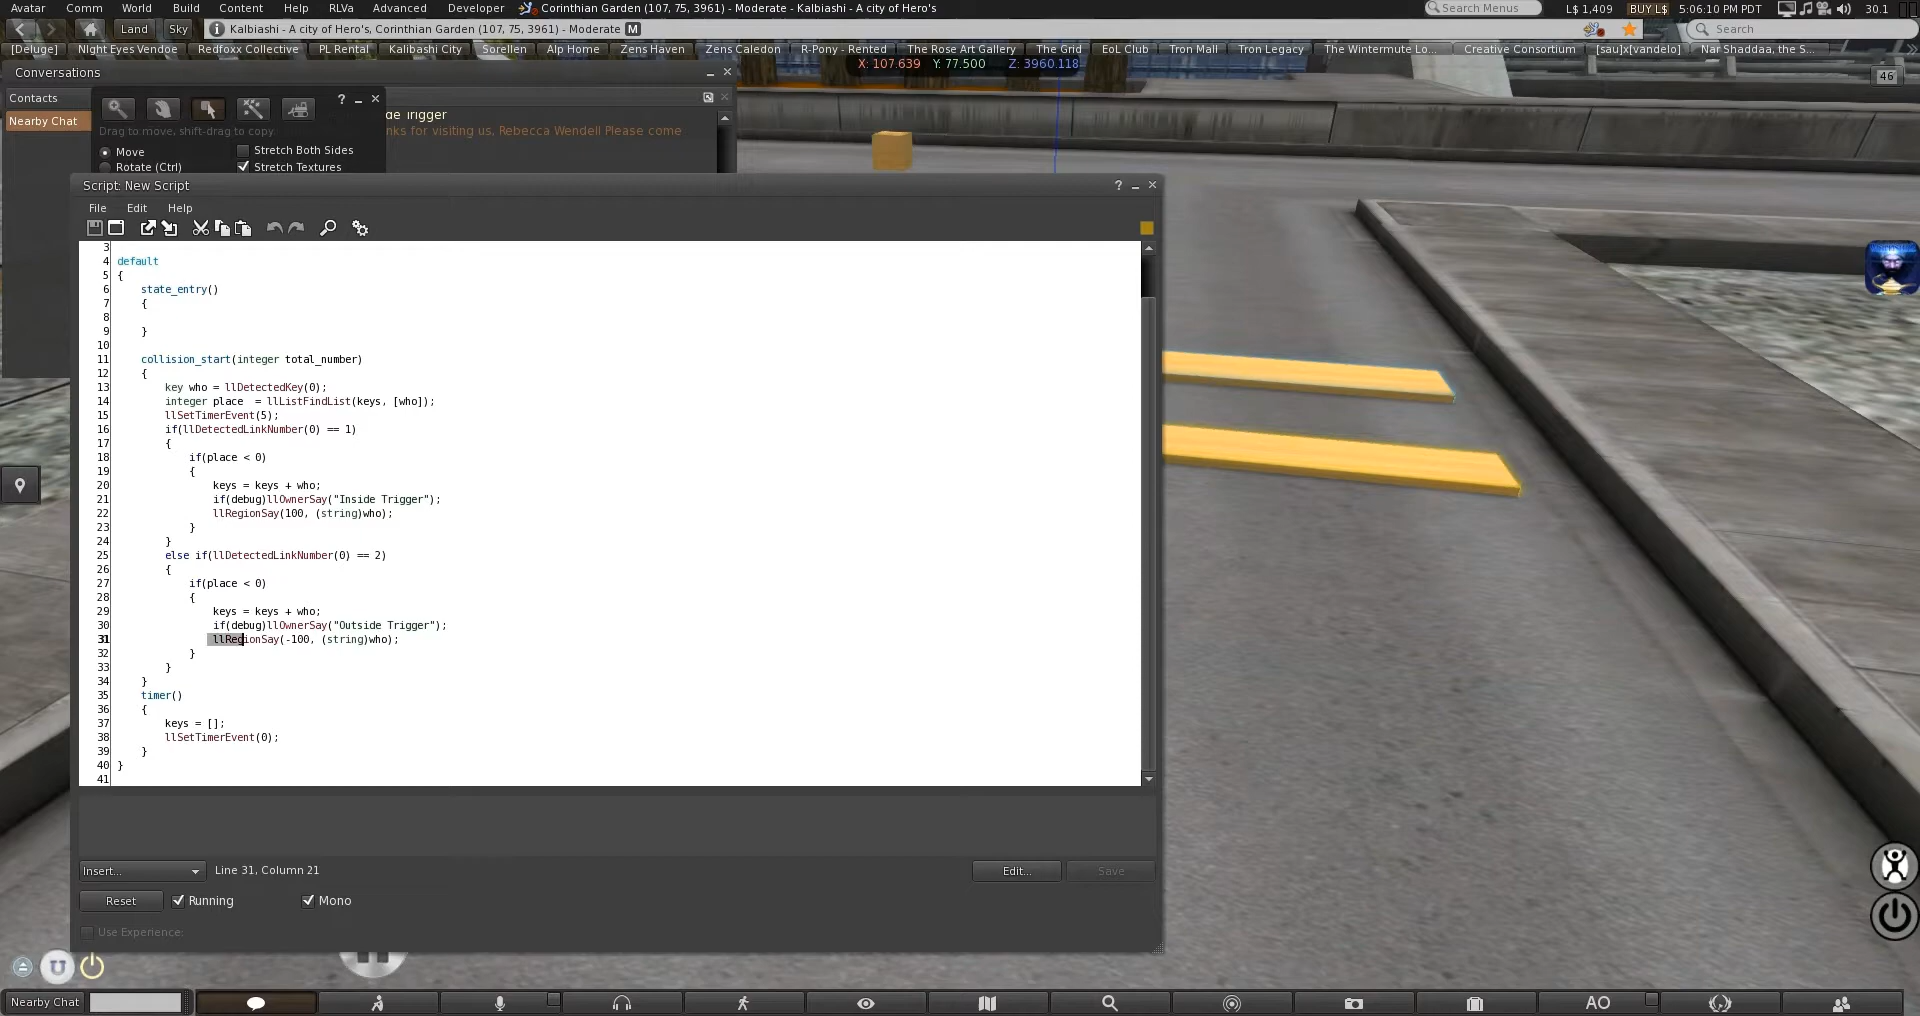 Avatar Comm World Build Content Help RLVa Advanced Developer Corinthian Garden (107, 75, 3961) - Moderate - Kalbiashi - A city of Hero's Search Menus L$ 1,409 BUY L$ 5:06:10 PM PDT 30.1
Land Sky Kalbiashi - A city of Hero's, Corinthian Garden (107, 75, 3961) - Moderate M Search
[Deluge] NIght Eyes Vendoe Redfoxx Collective PL Rental Kalibashi City Sorellen Alp Home Zens Haven Zens Caledon R-Pony - Rented The Rose Art Gallery The Grid EoL Club Tron Mall Tron Legacy The Wintermute Lo... Creative Consortium [sau]x[vandelo] Nar Shaddaa, the S...
X: 107.639 Y: 77.500 Z: 3960.118
46
Conversations
Contacts
Nearby Chat
de Trigger
nks for visiting us, Rebecca Wendell Please come
Drag to move, shift-drag to copy.
Move Stretch Both Sides
Rotate (Ctrl) Stretch Textures
Script: New Script
File Edit Help
3
4 default
5 {
6 state_entry()
7 {
8
9 }
10
11 collision_start(integer total_number)
12 {
13 key who = llDetectedKey(0);
14 integer place  = llListFindList(keys, [who]);
15 llSetTimerEvent(5);
16 if(llDetectedLinkNumber(0) == 1)
17 {
18 if(place < 0)
19 {
20 keys = keys + who;
21 if(debug)llOwnerSay("Inside Trigger");
22 llRegionSay(100, (string)who);
23 }
24 }
25 else if(llDetectedLinkNumber(0) == 2)
26 {
27 if(place < 0)
28 {
29 keys = keys + who;
30 if(debug)llOwnerSay("Outside Trigger");
31 llRegionSay(-100, (string)who);
32 }
33 }
34 }
35 timer()
36 {
37 keys = [];
38 llSetTimerEvent(0);
39 }
40 }
41
Insert... Line 31, Column 21 Edit... Save
Reset Running Mono
Use Experience:
Nearby Chat AO